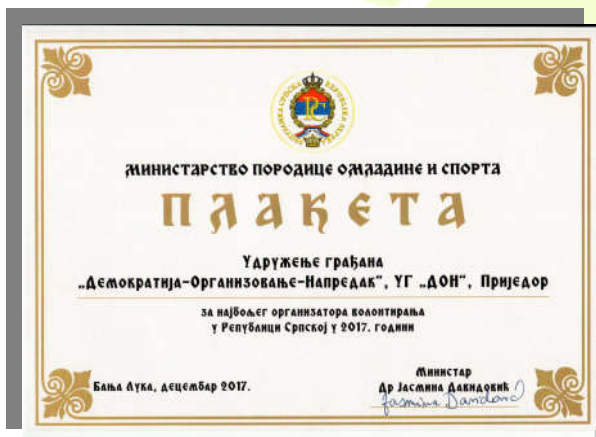 МИНИСТАРСТВО ПОРОДИЦЕ ОМЛАДИНЕ И СПОРТА
ПЛАКЕТА
Удружење грађана
„Демократија-Организовање-Напредак“, УГ „ДОН“, Приједор
за најбољег организатора волонтирања
у Републици Српској у 2017. години
Министар
Бања Лука, децембар 2017.
Др Јасмина Давидовић